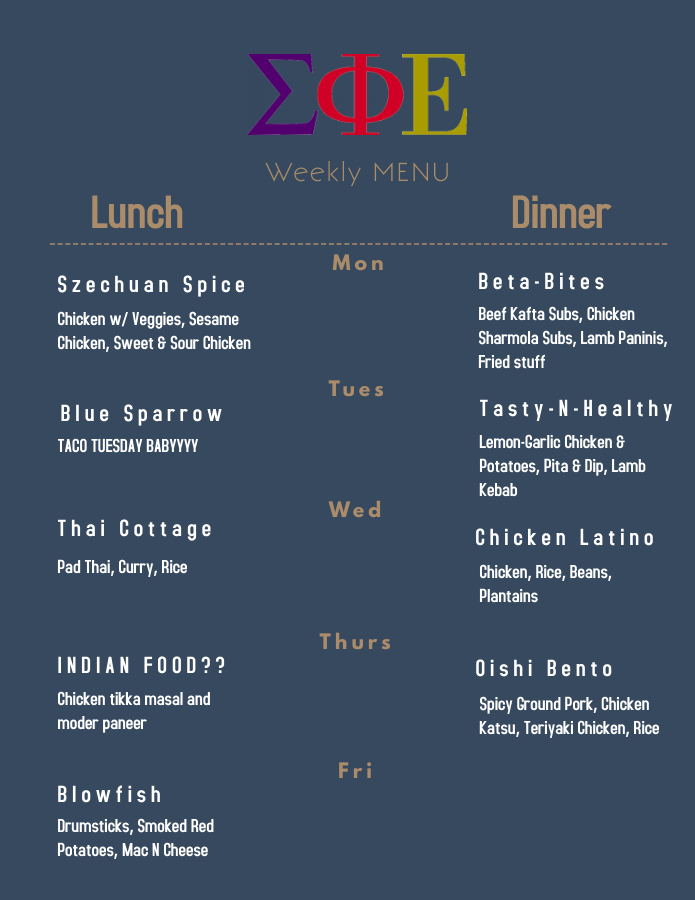 ΣΦΕ
Weekly MENU
Lunch
Dinner
Mon
Szechuan Spice
Chicken w/ Veggies, Sesame
Chicken, Sweet & Sour Chicken
Beta-Bites
Beef Kafta Subs, Chicken
Sharmola Subs, Lamb Paninis,
Fried stuff
Tues
Blue Sparrow
TACO TUESDAY BABYYYY
Tasty-N-Healthy
Lemon-Garlic Chicken &
Potatoes, Pita & Dip, Lamb
Kebab
Wed
Thai Cottage
Pad Thai, Curry, Rice
Chicken Latino
Chicken, Rice, Beans,
Plantains
Thurs
INDIAN FOOD??
Chicken tikka masal and
moder paneer
Oishi Bento
Spicy Ground Pork, Chicken
Katsu, Teriyaki Chicken, Rice
Fri
Blowfish
Drumsticks, Smoked Red
Potatoes, Mac N Cheese